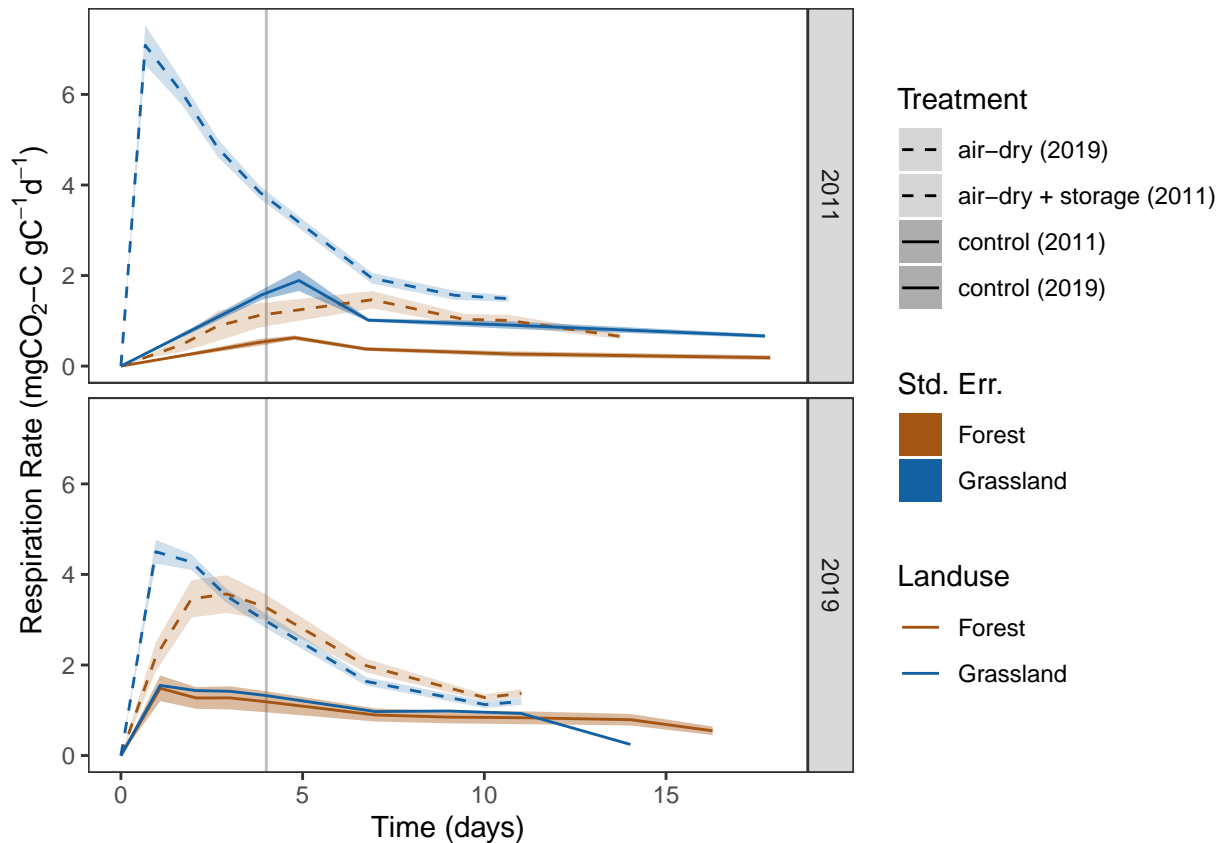 Respiration Rate (mgCO₂−C gC⁻¹d⁻¹)
6
4
2
0
2011
6
4
2
0
2019
0 5 10 15
Time (days)
Treatment
air−dry (2019)
air−dry + storage (2011)
control (2011)
control (2019)
Std. Err.
Forest
Grassland
Landuse
Forest
Grassland